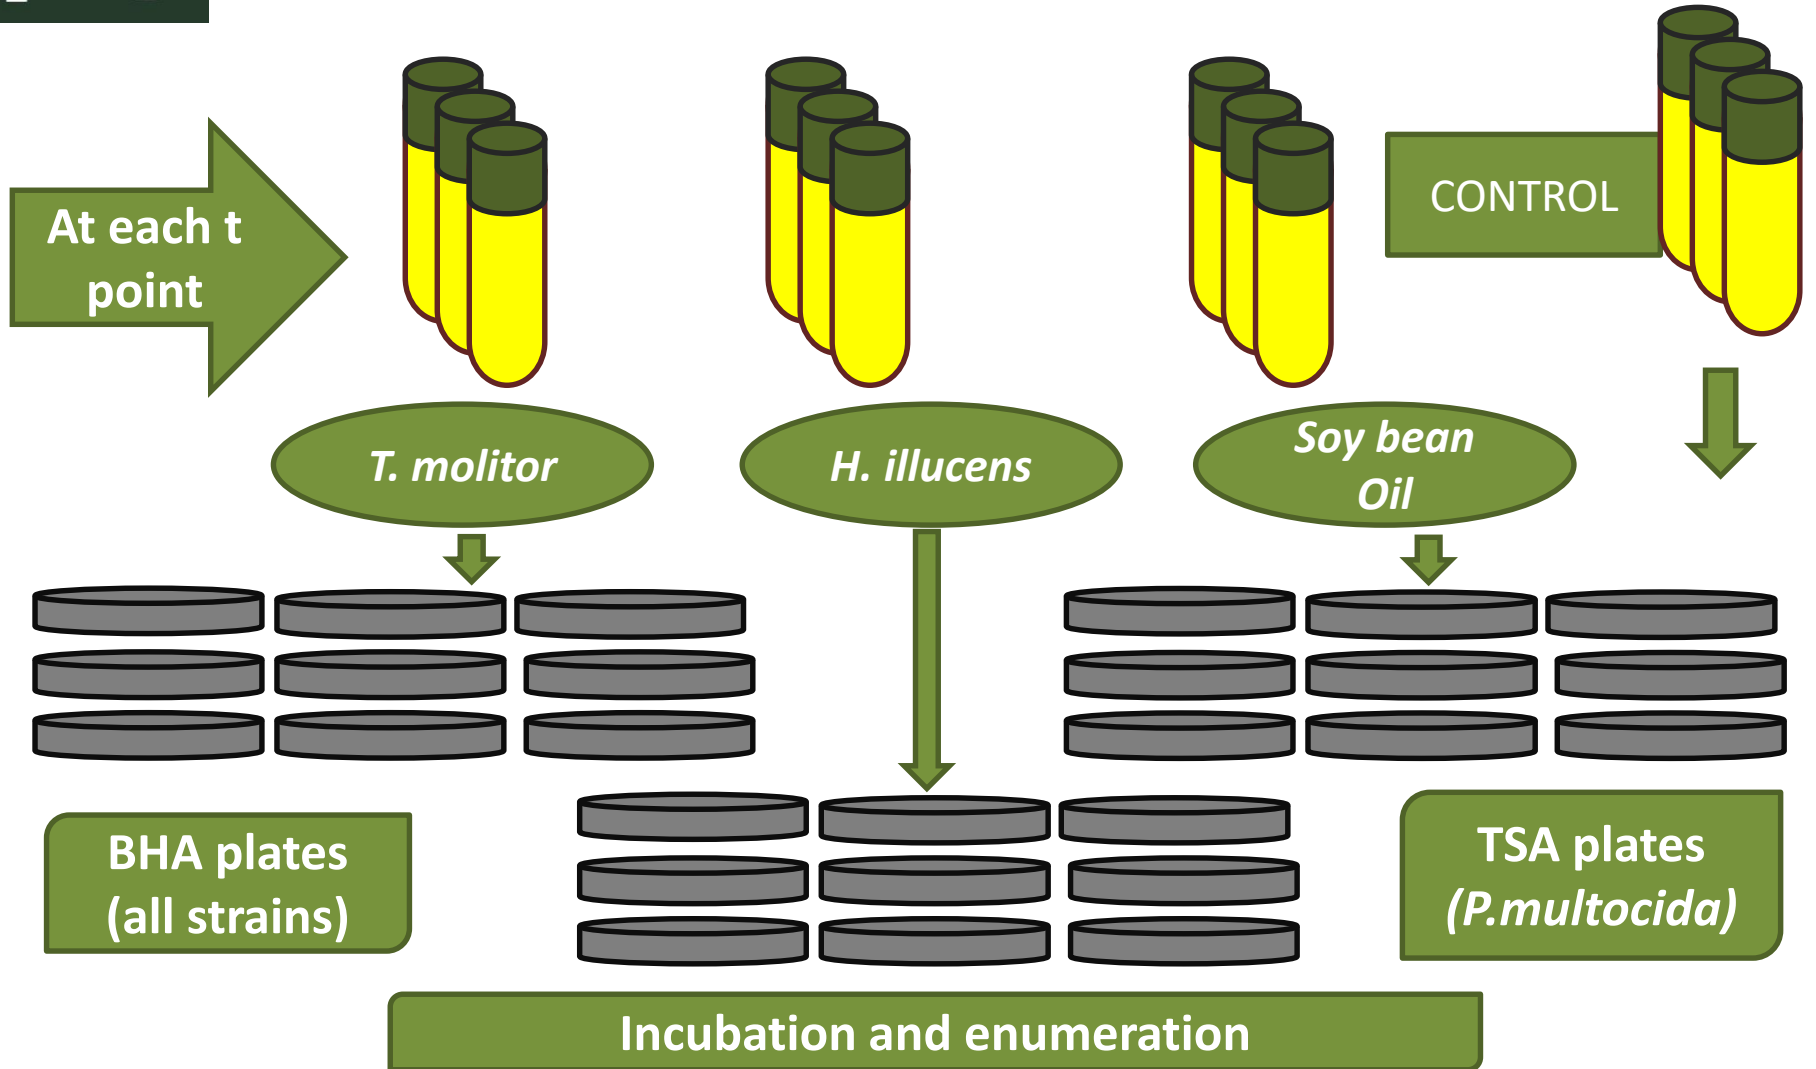 At each t
point
CONTROL
T. molitor
H. illucens
Soy bean
Oil
BHA plates
(all strains)
TSA plates
(P.multocida)
Incubation and enumeration